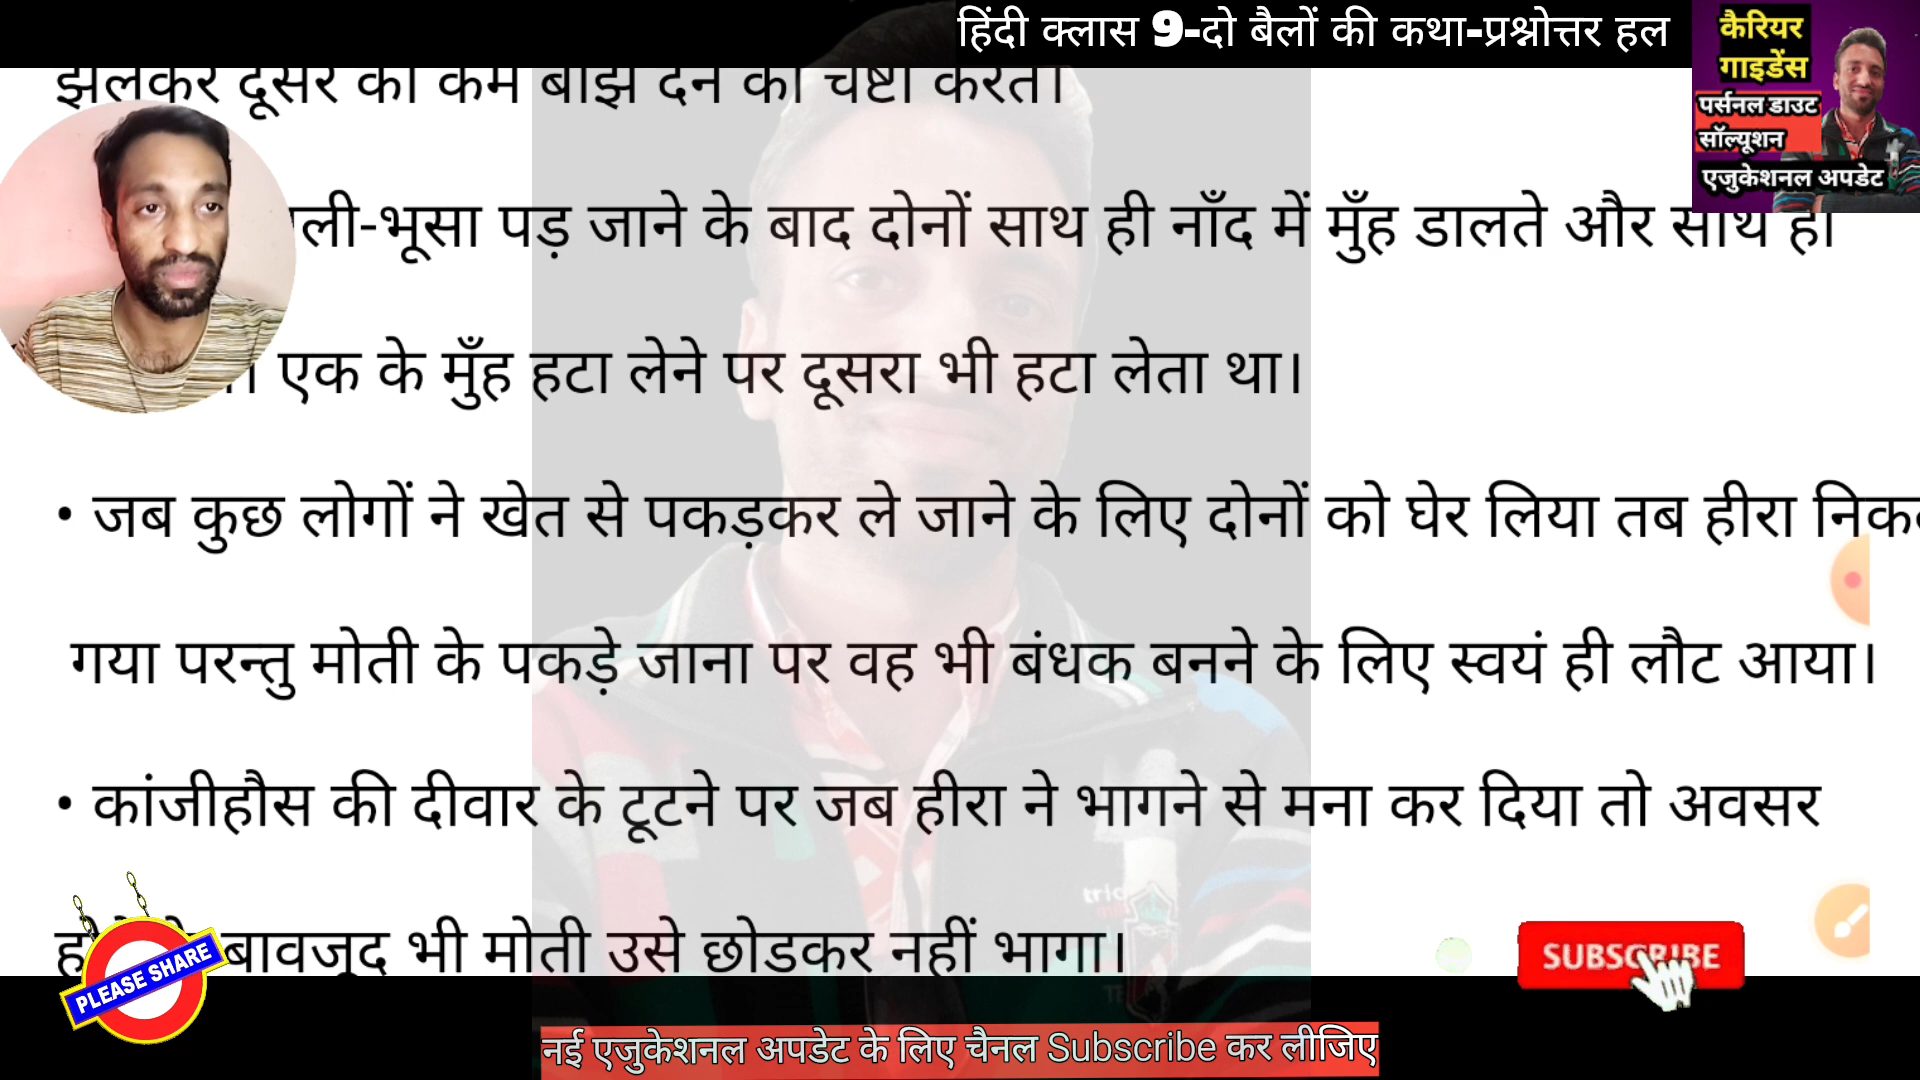 हिंदी क्लास 9-दो बैलों की कथा-प्रश्नोत्तर हल
कैरियर
गाइडेंस
पर्सनल डाउट
सॉल्यूशन
एजुकेशनल अपडेट
झेलकर दूसरे को कम बोझ देने की चेष्टा करते।
ली-भूसा पड़ जाने के बाद दोनों साथ ही नाँद में मुँह डालते और साथ ही
। एक के मुँह हटा लेने पर दूसरा भी हटा लेता था।
• जब कुछ लोगों ने खेत से पकड़कर ले जाने के लिए दोनों को घेर लिया तब हीरा
गया परन्तु मोती के पकड़े जाना पर वह भी बंधक बनने के लिए स्वयं ही लौट आया।
• कांजीहौस की दीवार के टूटने पर जब हीरा ने भागने से मना कर दिया तो अवसर
बावजूद भी मोती उसे छोडकर नहीं भागा।
PLEASE SHARE
SUBSCRIBE
नई एजुकेशनल अपडेट के लिए चैनल Subscribe कर लीजिए